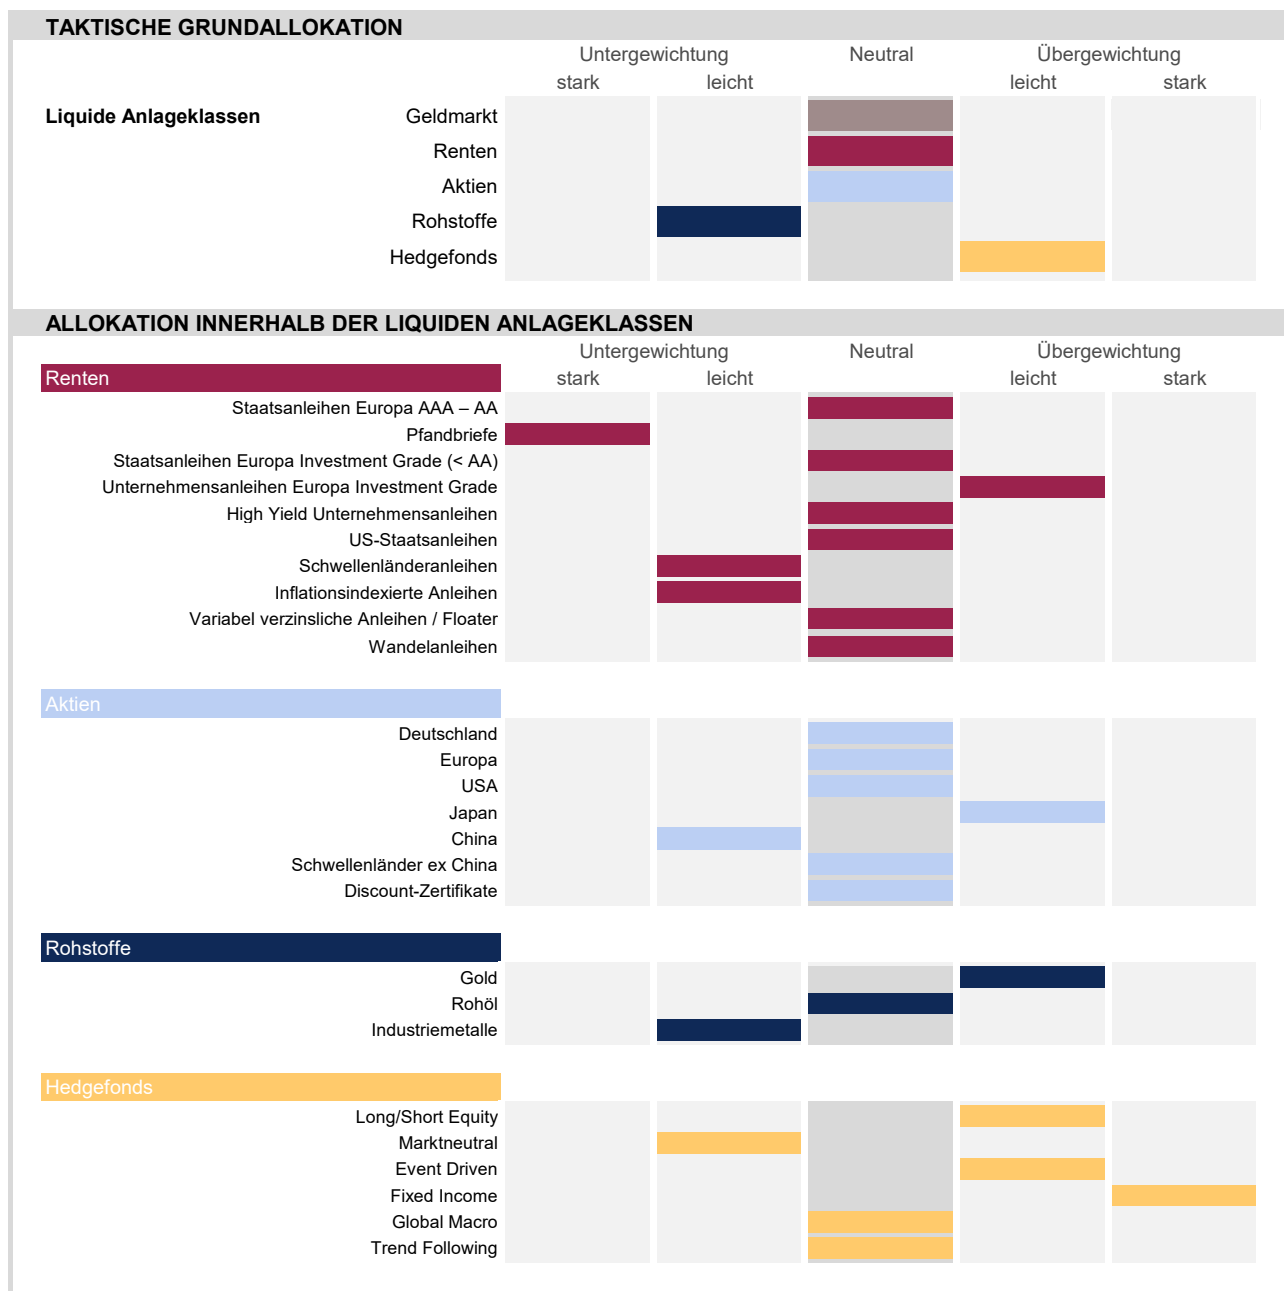 TAKTISCHE GRUNDALLOKATION
Untergewichtung Neutral Übergewichtung
stark leicht leicht stark
Liquide Anlageklassen Geldmarkt
Renten
Aktien
Rohstoffe
Hedgefonds
ALLOKATION INNERHALB DER LIQUIDEN ANLAGEKLASSEN
Untergewichtung Neutral Übergewichtung
Renten stark leicht leicht stark
Staatsanleihen Europa AAA – AA
Pfandbriefe
Staatsanleihen Europa Investment Grade (< AA)
Unternehmensanleihen Europa Investment Grade
High Yield Unternehmensanleihen
US-Staatsanleihen
Schwellenländeranleihen
Inflationsindexierte Anleihen
Variabel verzinsliche Anleihen / Floater
Wandelanleihen
Aktien
Deutschland
Europa
USA
Japan
China
Schwellenländer ex China
Discount-Zertifikate
Rohstoffe
Gold
Rohöl
Industriemetalle
Hedgefonds
Long/Short Equity
Marktneutral
Event Driven
Fixed Income
Global Macro
Trend Following